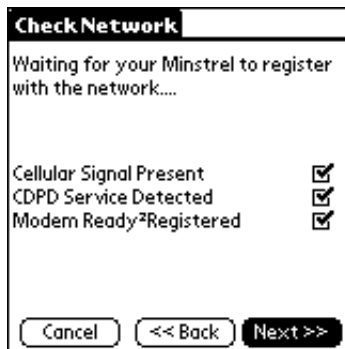 Check Network
Waiting for your Minstrel to register
with the network....
Cellular Signal Present
CDPD Service Detected
Modem Ready²Registered
Cancel
<< Back
Next >>